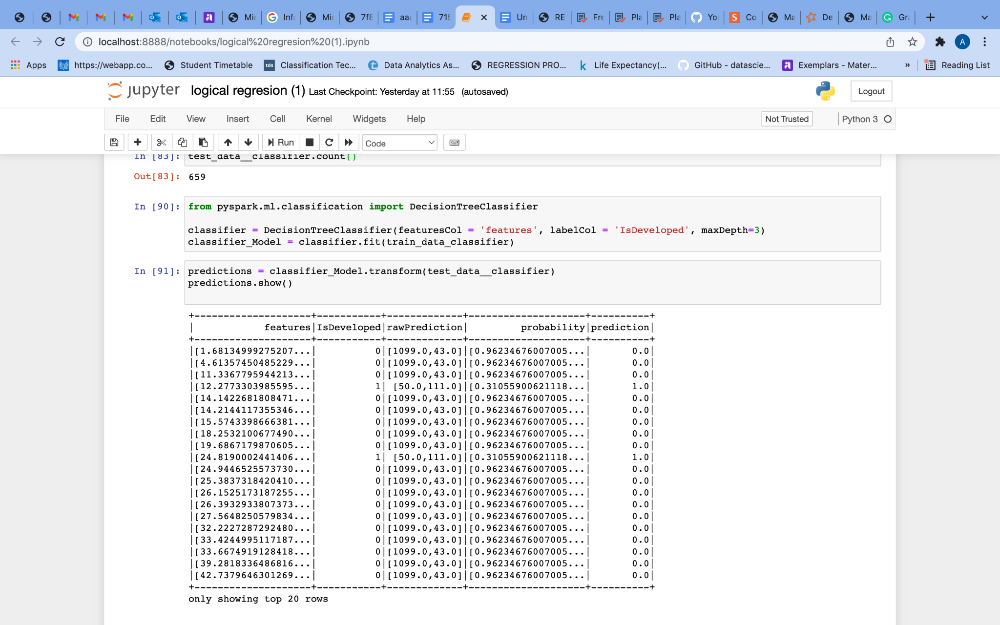 Mic
Inf
Mic
7f8
aaa
715
Un
RE
Fre
Pla
Pla
Yo
Co
Ma
De
Ma
Gra
localhost:8888/notebooks/logical%20regresion%20(1).ipynb
A
Apps
https://webapp.co...
Student Timetable
tds Classification Tec...
Data Analytics As...
REGRESSION PRO...
Life Expectancy(...
GitHub - datascie...
Exemplars - Mater...
»
Reading List
jupyter logical regresion (1) Last Checkpoint: Yesterday at 11:55 (autosaved)
Logout
File Edit View Insert Cell Kernel Widgets Help
Not Trusted
Python 3
Run
Code
In [83]: test_data__classifier.count()
Out[83]: 659
In [90]: from pyspark.ml.classification import DecisionTreeClassifier
classifier = DecisionTreeClassifier(featuresCol = 'features', labelCol = 'IsDeveloped', maxDepth=3)
classifier_Model = classifier.fit(train_data_classifier)
In [91]: predictions = classifier_Model.transform(test_data__classifier)
predictions.show()
+--------------------+-----------+-------------+--------------------+----------+
|            features|IsDeveloped|rawPrediction|         probability|prediction|
+--------------------+-----------+-------------+--------------------+----------+
|[1.68134999275207...|          0|[1099.0,43.0]|[0.96234676007005...|       0.0|
|[4.61357450485229...|          0|[1099.0,43.0]|[0.96234676007005...|       0.0|
|[11.3367795944213...|          0|[1099.0,43.0]|[0.96234676007005...|       0.0|
|[12.2773303985595...|          1| [50.0,111.0]|[0.31055900621118...|       1.0|
|[14.1422681808471...|          0|[1099.0,43.0]|[0.96234676007005...|       0.0|
|[14.2144117355346...|          0|[1099.0,43.0]|[0.96234676007005...|       0.0|
|[15.5743398666381...|          0|[1099.0,43.0]|[0.96234676007005...|       0.0|
|[18.2532100677490...|          0|[1099.0,43.0]|[0.96234676007005...|       0.0|
|[19.6867179870605...|          0|[1099.0,43.0]|[0.96234676007005...|       0.0|
|[24.8190002441406...|          1| [50.0,111.0]|[0.31055900621118...|       1.0|
|[24.9446525573730...|          0|[1099.0,43.0]|[0.96234676007005...|       0.0|
|[25.3837318420410...|          0|[1099.0,43.0]|[0.96234676007005...|       0.0|
|[26.1525173187255...|          0|[1099.0,43.0]|[0.96234676007005...|       0.0|
|[26.3932933807373...|          0|[1099.0,43.0]|[0.96234676007005...|       0.0|
|[27.5648250579834...|          0|[1099.0,43.0]|[0.96234676007005...|       0.0|
|[32.2227287292480...|          0|[1099.0,43.0]|[0.96234676007005...|       0.0|
|[33.4244995117187...|          0|[1099.0,43.0]|[0.96234676007005...|       0.0|
|[33.6674919128418...|          0|[1099.0,43.0]|[0.96234676007005...|       0.0|
|[39.2818336486816...|          0|[1099.0,43.0]|[0.96234676007005...|       0.0|
|[42.7379646301269...|          0|[1099.0,43.0]|[0.96234676007005...|       0.0|
+--------------------+-----------+-------------+--------------------+----------+
only showing top 20 rows